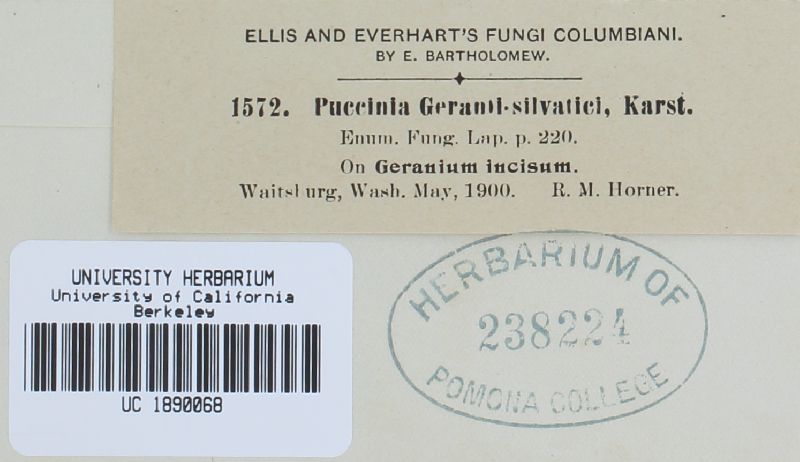 ELLIS AND EVERHART'S FUNGI COLUMBIANI.
BY E. BARTHOLOMEW.
1572. Puccinia Geranii-silvatici, Karst.
Enum. Fung. Lap. p. 220.
On Geranium incisum.
Waitsburg, Wash. May, 1900. R. M. Horner.
HERBARIUM OF
238224
POMONA COLLEGE
UNIVERSITY HERBARIUM
University of California
Berkeley
UC 1890068